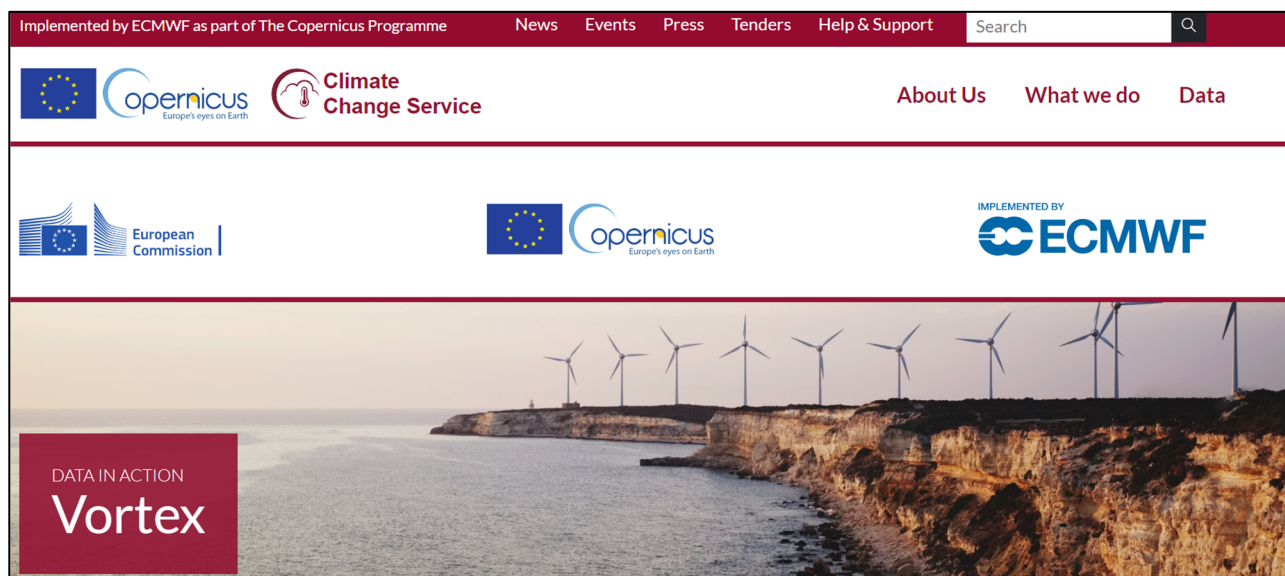 Implemented by ECMWF as part of The Copernicus Programme News Events Press Tenders Help & Support Search
opernicus
Europe's eyes on Earth
Climate
Change Service
About Us What we do Data
European
Commission
opernicus
Europe's eyes on Earth
IMPLEMENTED BY
ECMWF
DATA IN ACTION
Vortex